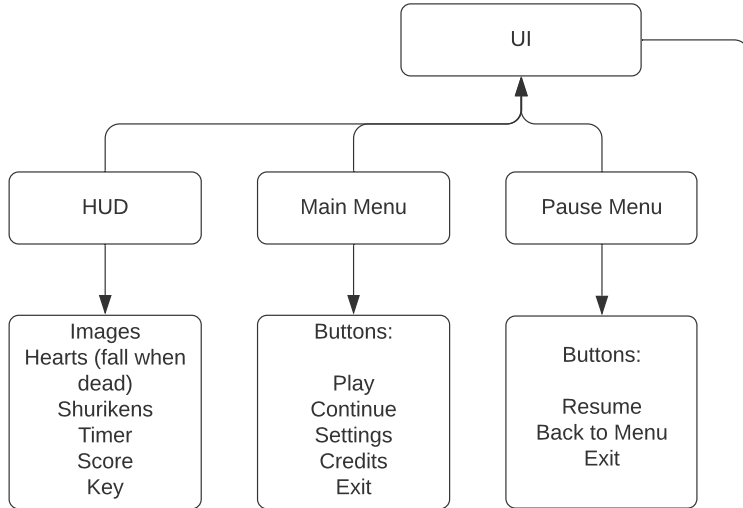 UI
HUD
Main Menu
Pause Menu
Images
Hearts (fall when
dead)
Shurikens
Timer
Score
Key
Buttons:
Play
Continue
Settings
Credits
Exit
Buttons:
Resume
Back to Menu
Exit